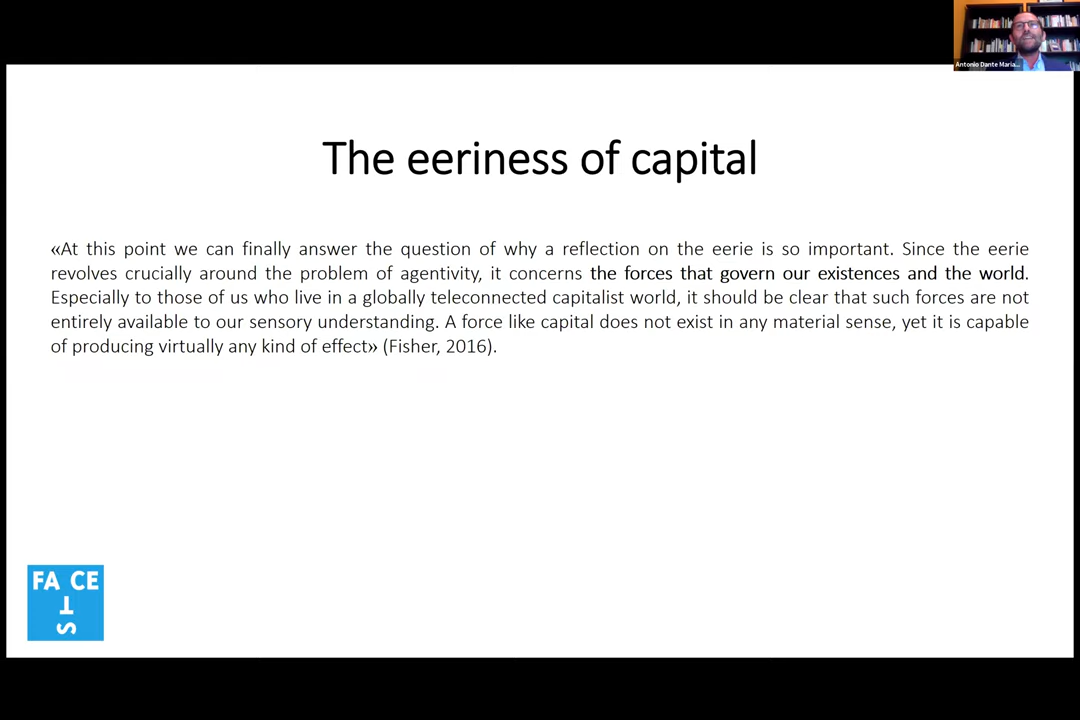 Antonio Dante Maria...
The eeriness of capital
«At this point we can finally answer the question of why a reflection on the eerie is so important. Since the eerie
revolves crucially around the problem of agentivity, it concerns the forces that govern our existences and the world.
Especially to those of us who live in a globally teleconnected capitalist world, it should be clear that such forces are not
entirely available to our sensory understanding. A force like capital does not exist in any material sense, yet it is capable
of producing virtually any kind of effect» (Fisher, 2016).
FA CE
T
S